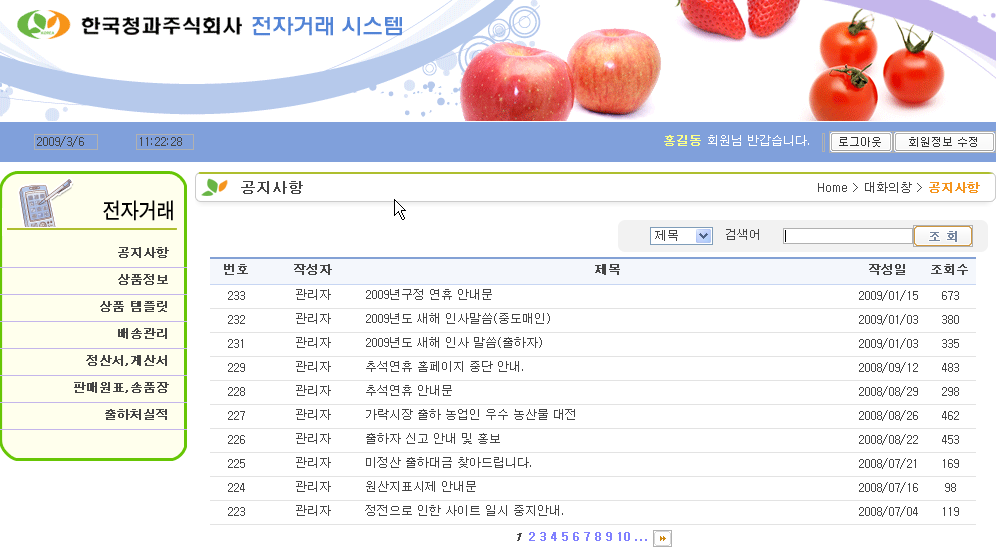 한국청과주식회사 전자거래 시스템
2009/3/6 11:22:28 홍길동 회원님 반갑습니다. 로그아웃 회원정보 수정
전자거래
공지사항
상품정보
상품 템플릿
배송관리
정산서,계산서
판매원표,송품장
출하처실적
공지사항 Home > 대화의창 > 공지사항
제목 검색어 조 회
번호 작성자 제목 작성일 조회수
233 관리자 2009년구정 연휴 안내문 2009/01/15 673
232 관리자 2009년도 새해 인사말씀(중도매인) 2009/01/03 380
231 관리자 2009년도 새해 인사 말씀(출하자) 2009/01/03 335
229 관리자 추석연휴 홈페이지 중단 안내. 2008/09/12 483
228 관리자 추석연휴 안내문 2008/08/29 298
227 관리자 가락시장 출하 농업인 우수 농산물 대전 2008/08/26 462
226 관리자 출하자 신고 안내 및 홍보 2008/08/22 453
225 관리자 미정산 출하대금 찾아드립니다. 2008/07/21 169
224 관리자 원산지표시제 안내문 2008/07/16 98
223 관리자 정전으로 인한 사이트 일시 중지안내. 2008/07/04 119
1 2 3 4 5 6 7 8 9 10 ...